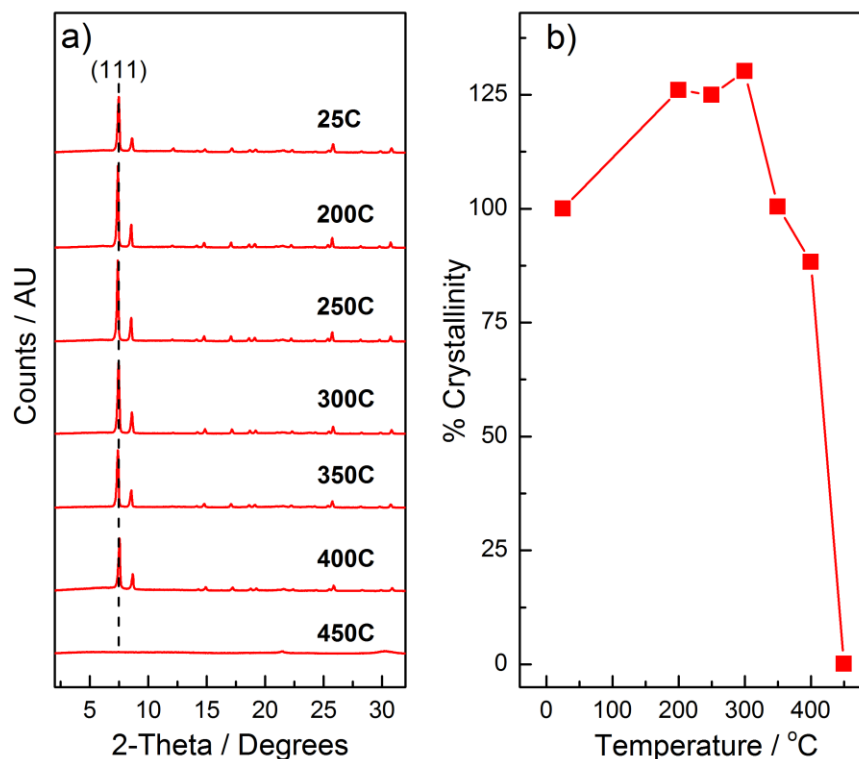 a)
(111)
25C
200C
250C
300C
350C
400C
450C
Counts / AU
5 10 15 20 25 30
2-Theta / Degrees
b)
125
100
75
50
25
0
% Crystallinity
0 100 200 300 400
Temperature / °C